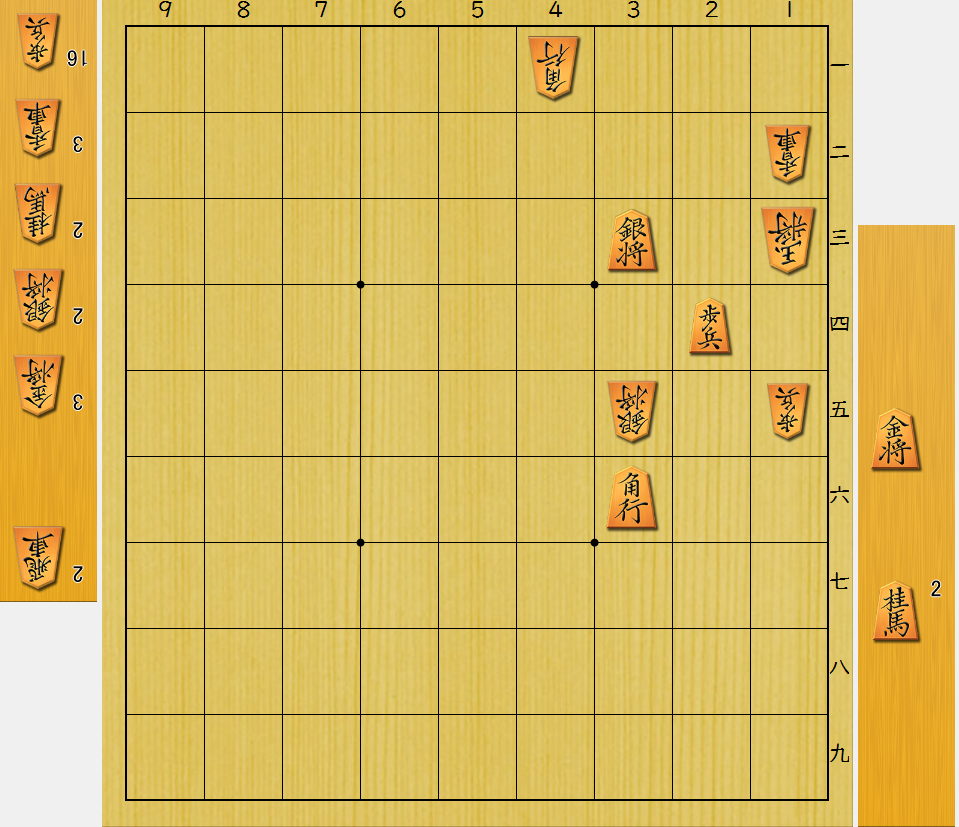 9 8 7 6 5 4 3 2 1
歩兵 16
香車 3
桂馬 2
銀将 2
金将 3
飛車 2
角行 一
香車 二
銀将 玉将 三
歩兵 四
銀将 歩兵 五
角行 六
七
八
九
金将
桂馬 2